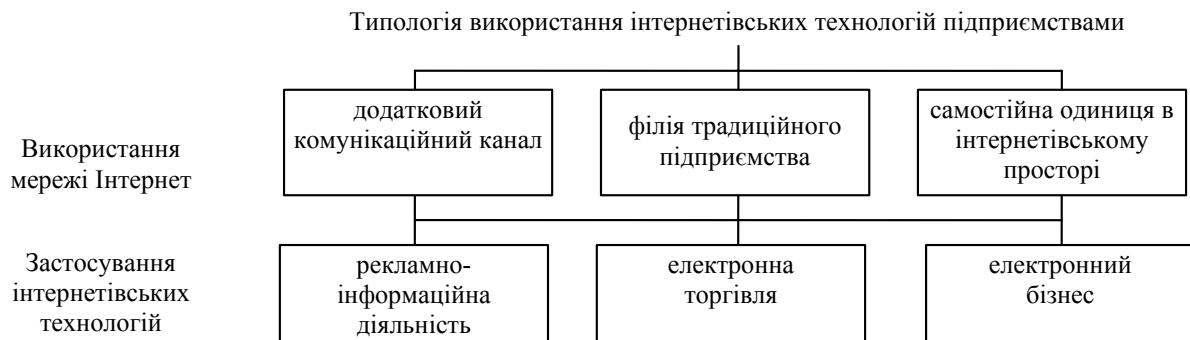 Типологія використання інтернетівських технологій підприємствами
додатковий
комунікаційний канал
філія традиційного
підприємства
самостійна одиниця в
інтернетівському
просторі
Використання
мережі Інтернет
Застосування
інтернетівських
технологій
рекламно-
інформаційна
діяльність
електронна
торгівля
електронний
бізнес